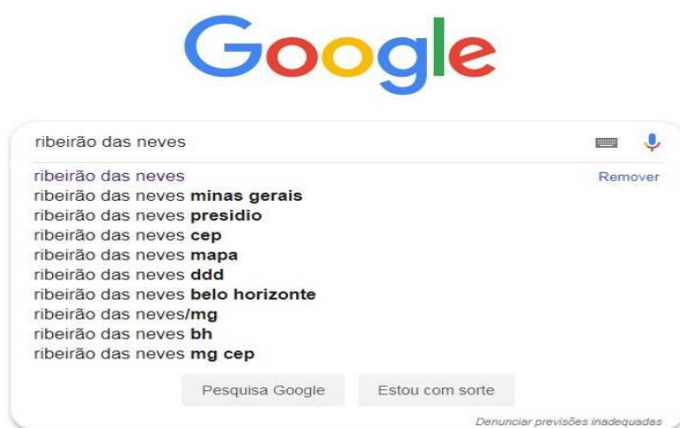 Google
ribeirão das neves
ribeirão das neves
Remover
ribeirão das neves minas gerais
ribeirão das neves presidio
ribeirão das neves cep
ribeirão das neves mapa
ribeirão das neves ddd
ribeirão das neves belo horizonte
ribeirão das neves/mg
ribeirão das neves bh
ribeirão das neves mg cep
Pesquisa Google
Estou com sorte
Denunciar previsões inadequadas